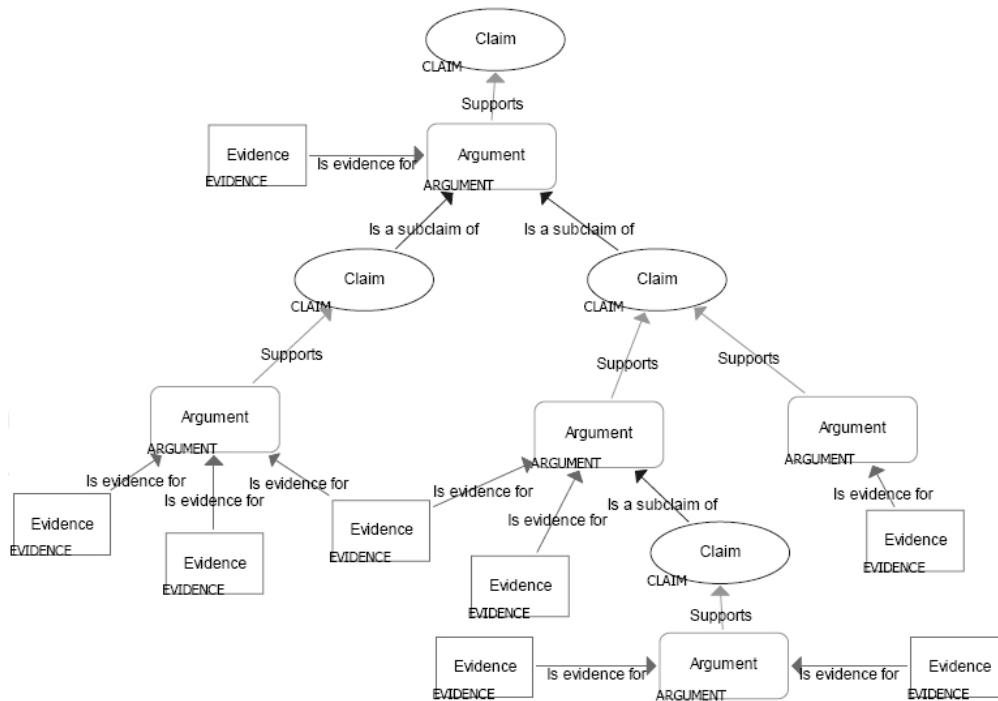 Claim
CLAIM
Supports
Evidence
EVIDENCE
Is evidence for
Argument
ARGUMENT
Is a subclaim of
Is a subclaim of
Claim
CLAIM
Claim
CLAIM
Supports
Supports
Supports
Argument
ARGUMENT
Argument
ARGUMENT
Argument
ARGUMENT
Is evidence for
Is evidence for
Is evidence for
Is evidence for
Is evidence for
Is a subclaim of
Is evidence for
Evidence
EVIDENCE
Evidence
EVIDENCE
Evidence
EVIDENCE
Evidence
EVIDENCE
Claim
CLAIM
Evidence
EVIDENCE
Supports
Evidence
EVIDENCE
Is evidence for
Argument
ARGUMENT
Is evidence for
Evidence
EVIDENCE